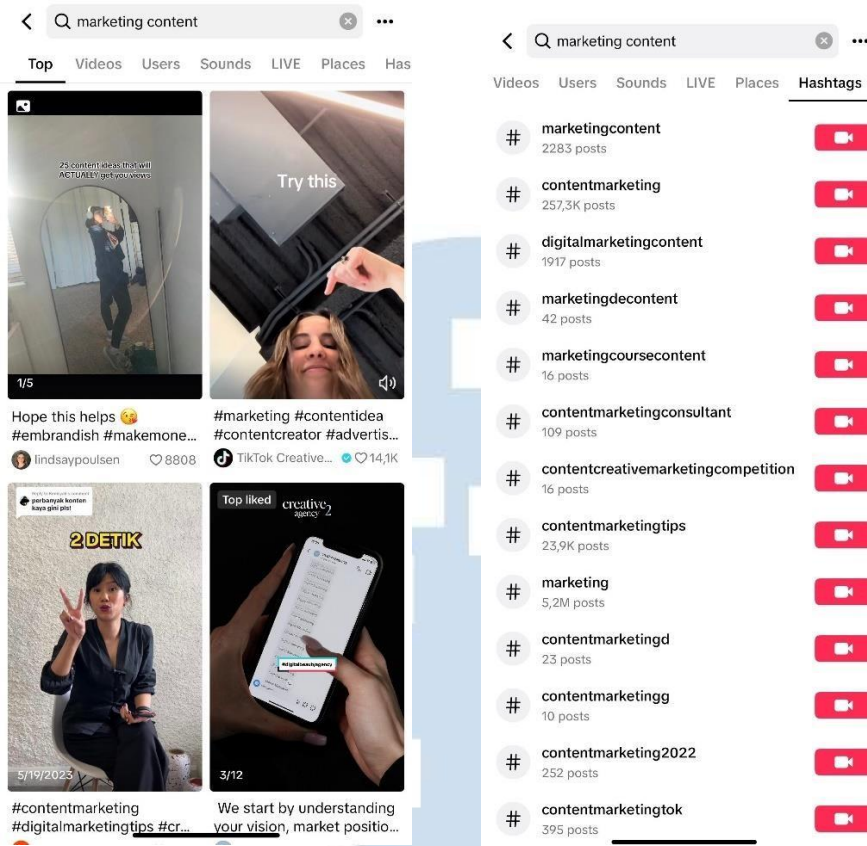 marketing content
Top Videos Users Sounds LIVE Places Has
25 content ideas that will
ACTUALLY get you views
1/5
Try this
Hope this helps 😘
#embrandish #makemone...
lindsaypoulsen 8808
#marketing #contentidea
#contentcreator #advertis...
TikTok Creative... 14,1K
perbanyak konten
kaya gini pls!
2 DETIK
5/19/2023
Top liked
creative2
agency
#digitalbeautyagency
3/12
#contentmarketing
#digitalmarketingtips #cr...
We start by understanding
your vision, market positio...
marketing content
Videos Users Sounds LIVE Places Hashtags
# marketingcontent
2283 posts
# contentmarketing
257,3K posts
# digitalmarketingcontent
1917 posts
# marketingdecontent
42 posts
# marketingcoursecontent
16 posts
# contentmarketingconsultant
109 posts
# contentcreativemarketingcompetition
16 posts
# contentmarketingtips
23,9K posts
# marketing
5,2M posts
# contentmarketingd
23 posts
# contentmarketingg
10 posts
# contentmarketing2022
252 posts
# contentmarketingtok
395 posts